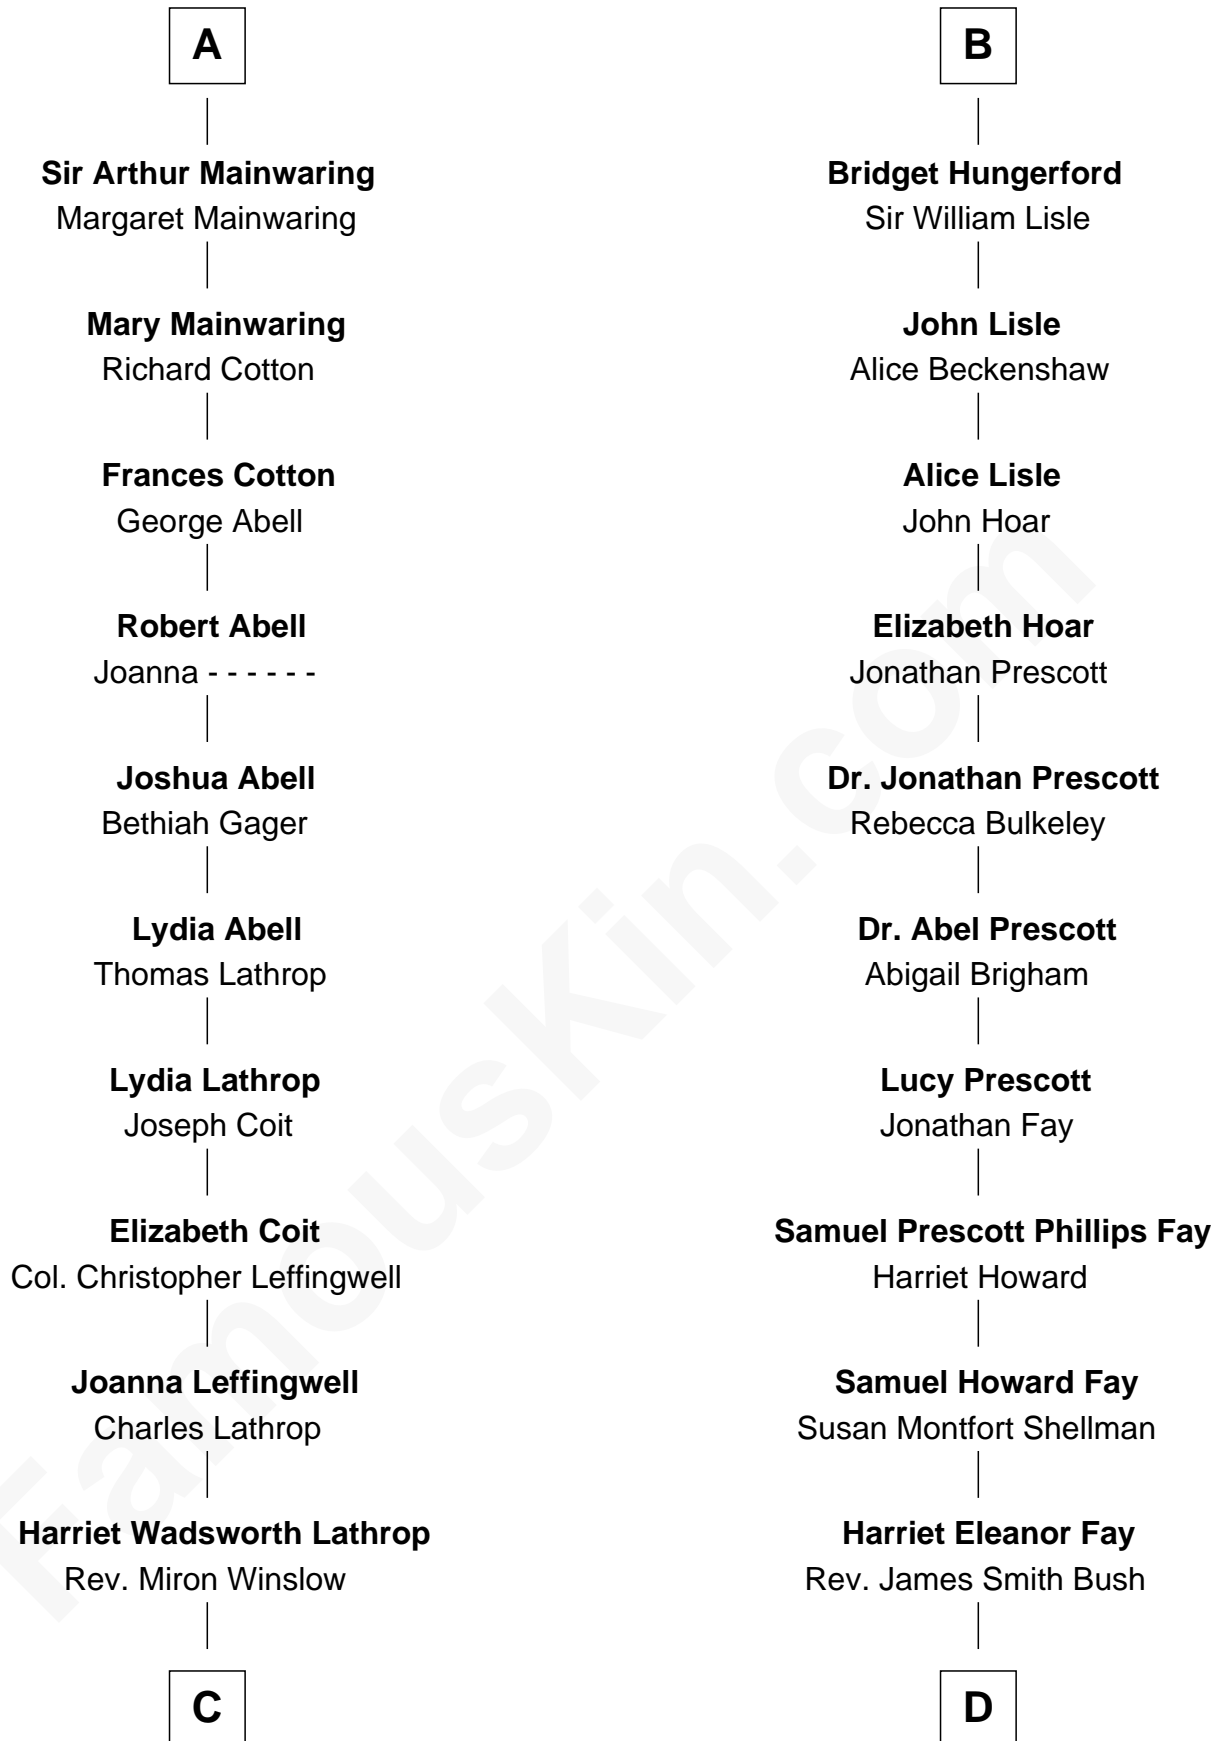 A
Sir Arthur Mainwaring
Margaret Mainwaring
Mary Mainwaring
Richard Cotton
Frances Cotton
George Abell
Robert Abell
Joanna - - - - - -
Joshua Abell
Bethiah Gager
Lydia Abell
Thomas Lathrop
Lydia Lathrop
Joseph Coit
Elizabeth Coit
Col. Christopher Leffingwell
Joanna Leffingwell
Charles Lathrop
Harriet Wadsworth Lathrop
Rev. Miron Winslow
C
B
Bridget Hungerford
Sir William Lisle
John Lisle
Alice Beckenshaw
Alice Lisle
John Hoar
Elizabeth Hoar
Jonathan Prescott
Dr. Jonathan Prescott
Rebecca Bulkeley
Dr. Abel Prescott
Abigail Brigham
Lucy Prescott
Jonathan Fay
Samuel Prescott Phillips Fay
Harriet Howard
Samuel Howard Fay
Susan Montfort Shellman
Harriet Eleanor Fay
Rev. James Smith Bush
D
FamousKin.com